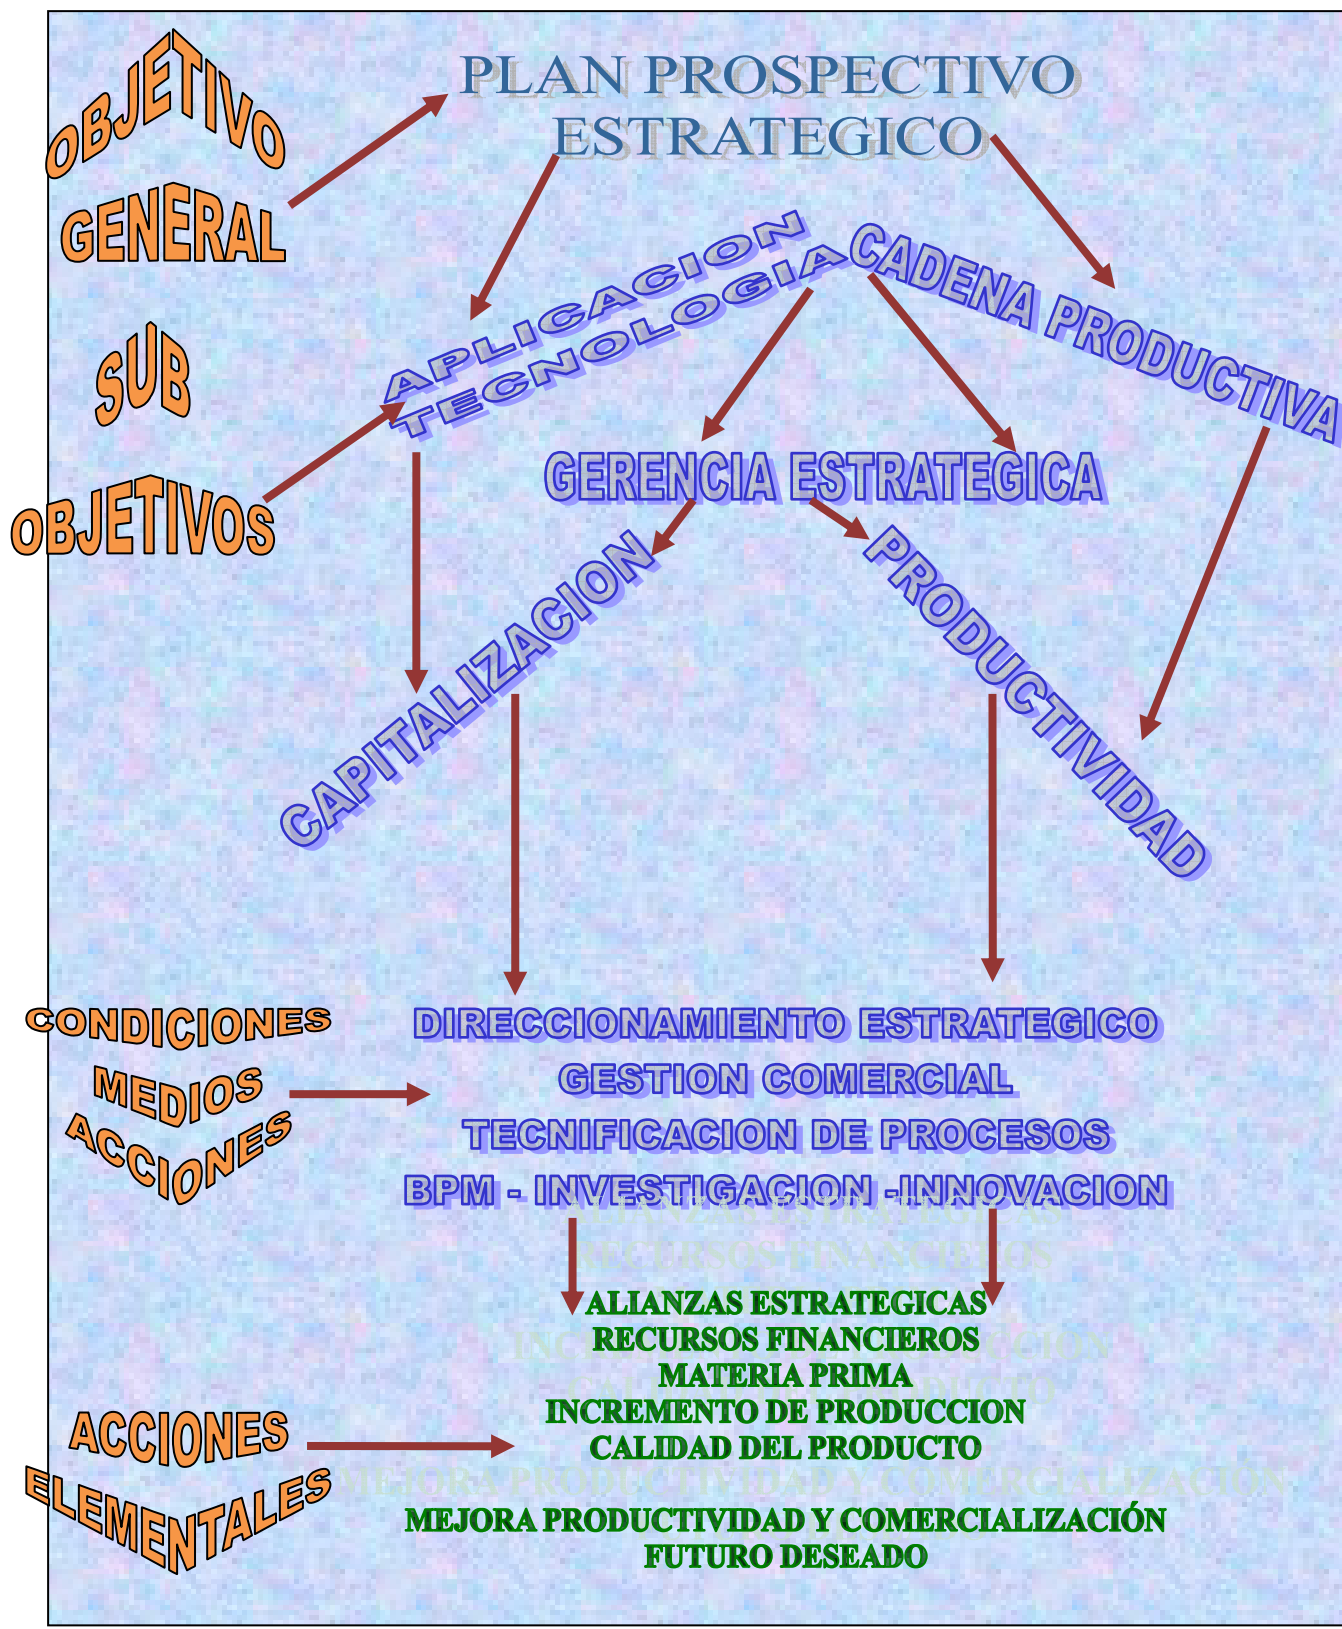 OBJETIVO
GENERAL
PLAN PROSPECTIVO
ESTRATEGICO
APLICACION
TECNOLOGIA
CADENA PRODUCTIVA
SUB
OBJETIVOS
GERENCIA ESTRATEGICA
CAPITALIZACION
PRODUCTIVIDAD
CONDICIONES
MEDIOS
ACCIONES
DIRECCIONAMIENTO ESTRATEGICO
GESTION COMERCIAL
TECNIFICACION DE PROCESOS
BPM - INVESTIGACION -INNOVACION
ACCIONES
ELEMENTALES
ALIANZAS ESTRATEGICAS
RECURSOS FINANCIEROS
MATERIA PRIMA
INCREMENTO DE PRODUCCION
CALIDAD DEL PRODUCTO
MEJORA PRODUCTIVIDAD Y COMERCIALIZACIÓN
FUTURO DESEADO